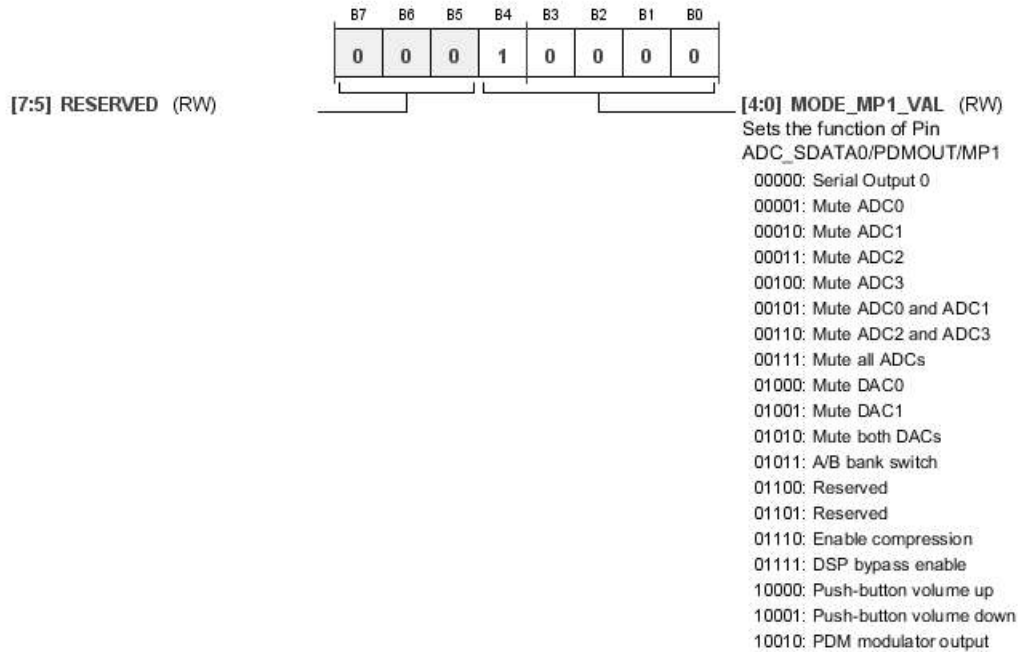 B7 B6 B5 B4 B3 B2 B1 B0
0 0 0 1 0 0 0 0
[7:5] RESERVED (RW)
[4:0] MODE_MP1_VAL (RW)
Sets the function of Pin
ADC_SDATA0/PDMOUT/MP1
00000: Serial Output 0
00001: Mute ADC0
00010: Mute ADC1
00011: Mute ADC2
00100: Mute ADC3
00101: Mute ADC0 and ADC1
00110: Mute ADC2 and ADC3
00111: Mute all ADCs
01000: Mute DAC0
01001: Mute DAC1
01010: Mute both DACs
01011: A/B bank switch
01100: Reserved
01101: Reserved
01110: Enable compression
01111: DSP bypass enable
10000: Push-button volume up
10001: Push-button volume down
10010: PDM modulator output